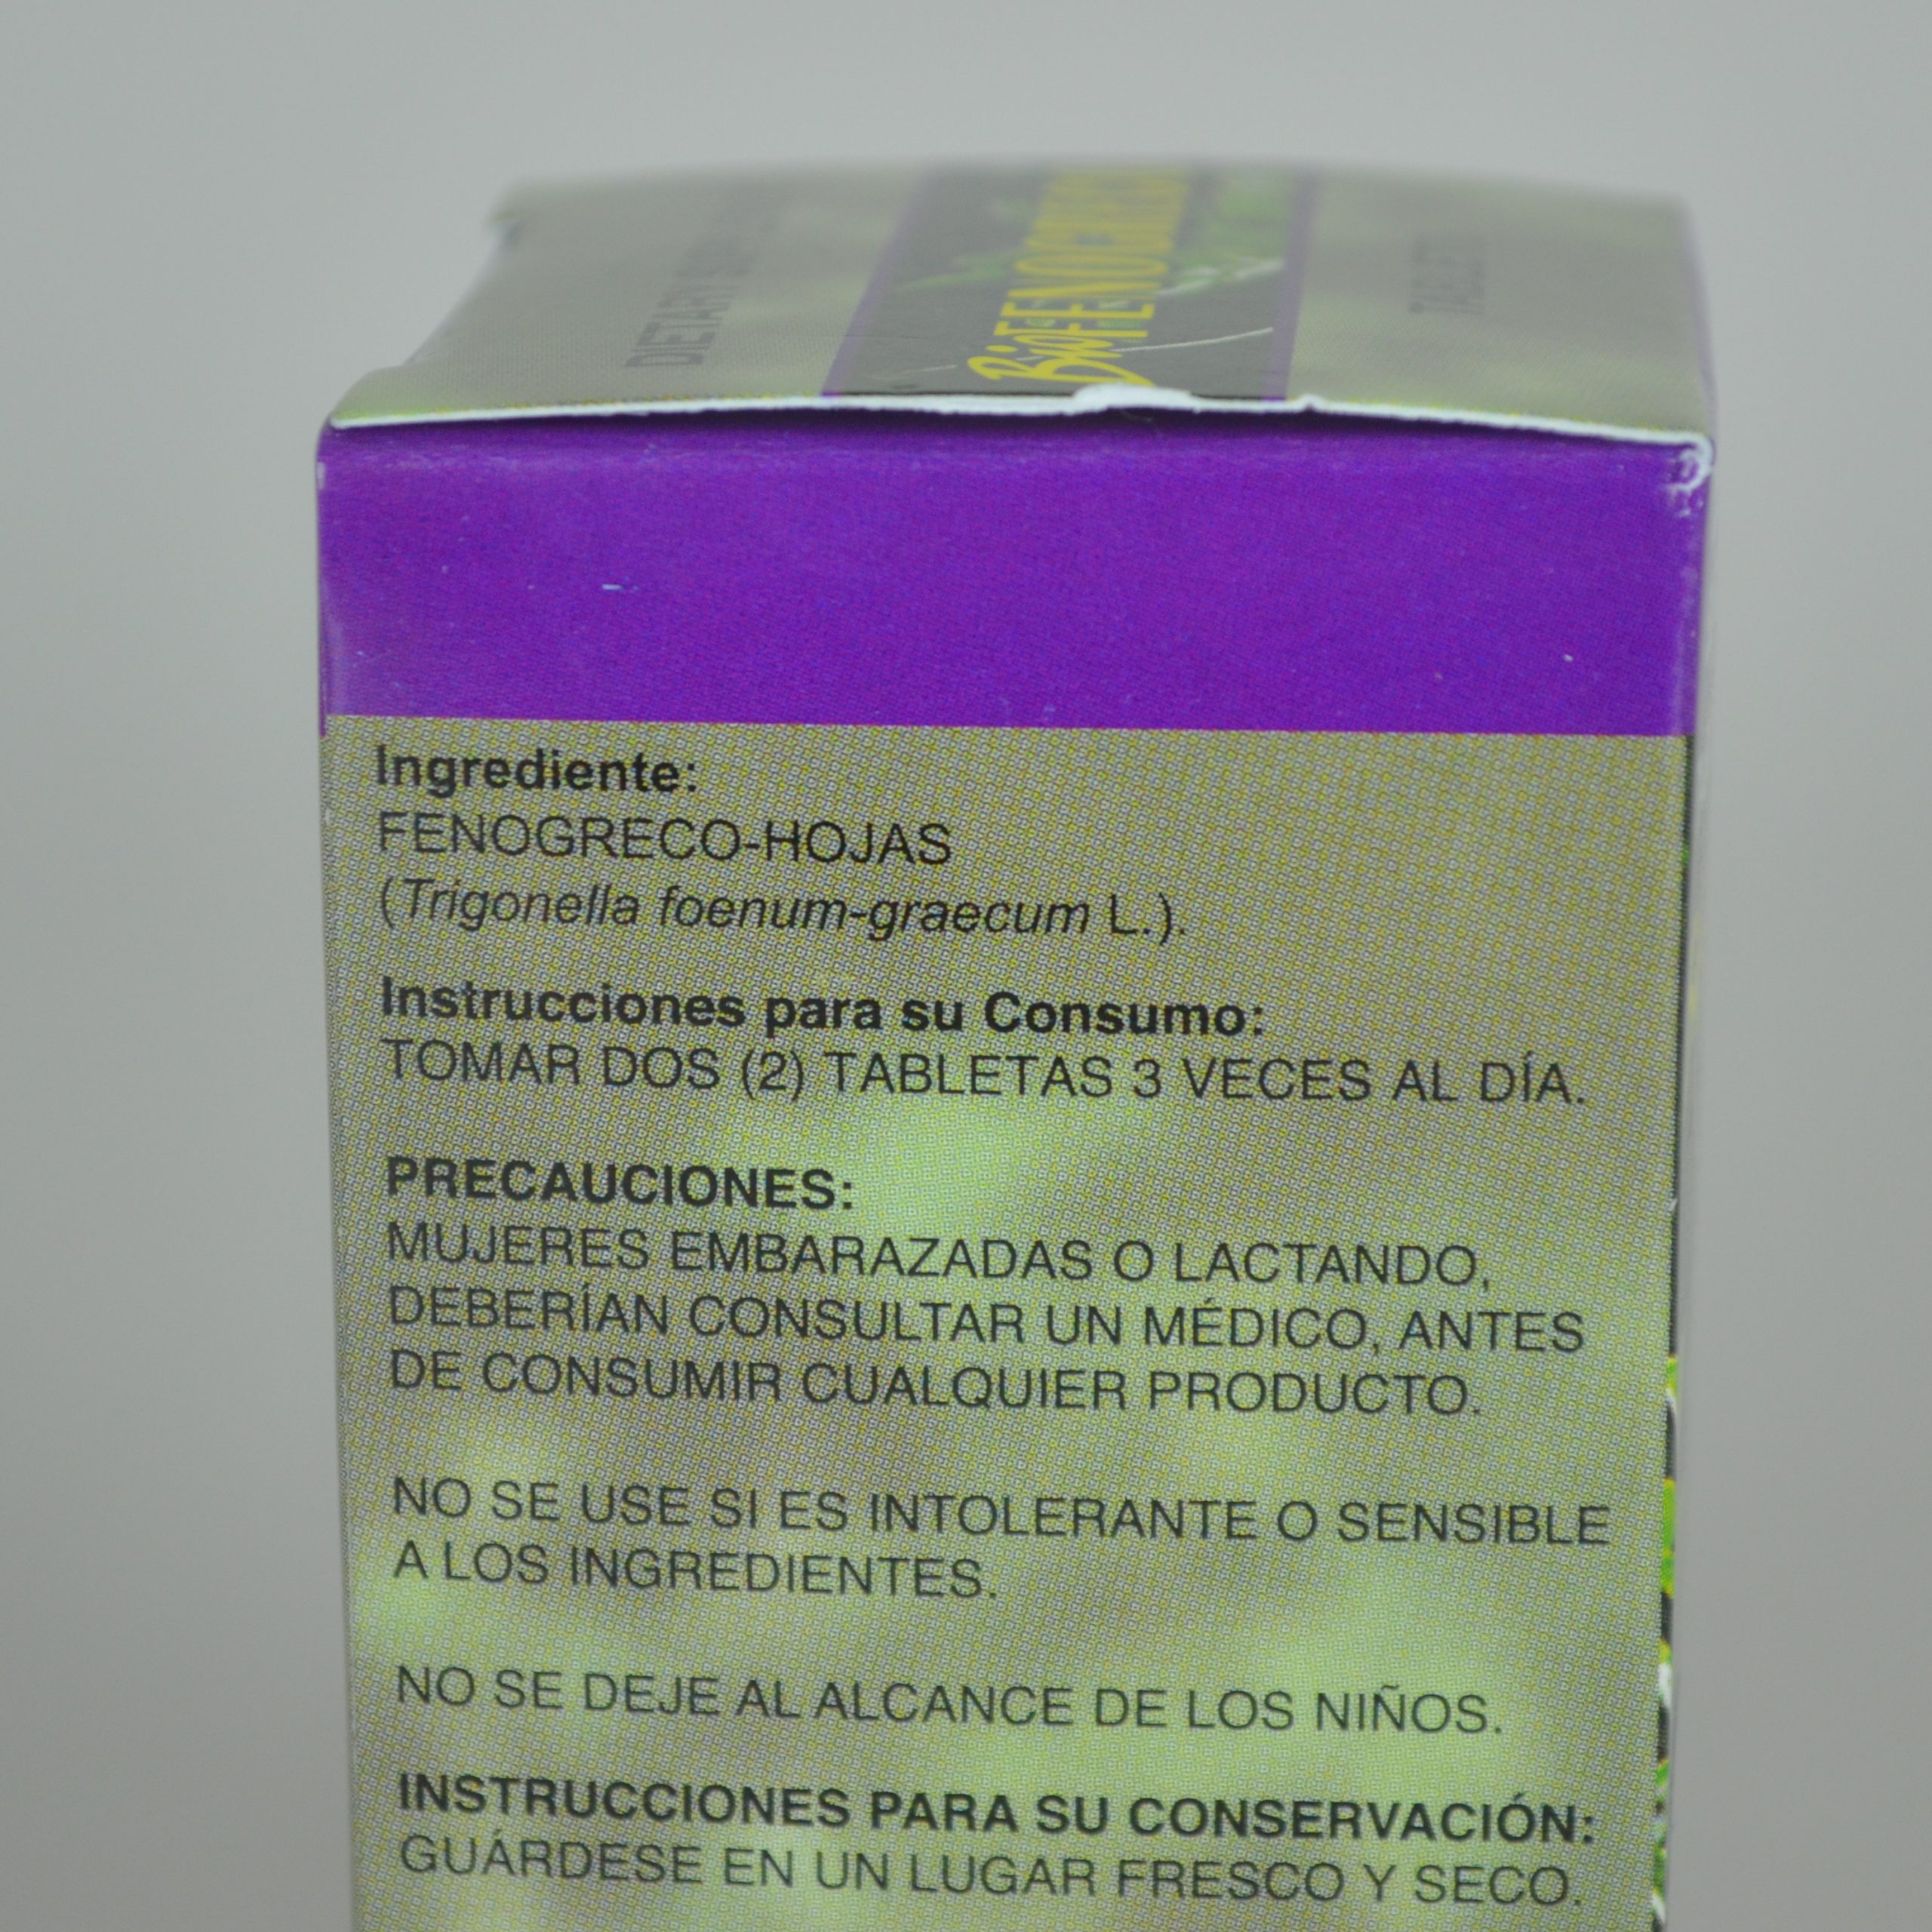 DIETARY
BioFENOGRECO
TABLETS
Ingrediente:
FENOGRECO-HOJAS
(Trigonella foenum-graecum L.).
Instrucciones para su Consumo:
TOMAR DOS (2) TABLETAS 3 VECES AL DÍA.
PRECAUCIONES:
MUJERES EMBARAZADAS O LACTANDO,
DEBERÍAN CONSULTAR UN MÉDICO, ANTES
DE CONSUMIR CUALQUIER PRODUCTO.
NO SE USE SI ES INTOLERANTE O SENSIBLE
A LOS INGREDIENTES.
NO SE DEJE AL ALCANCE DE LOS NIÑOS.
INSTRUCCIONES PARA SU CONSERVACIÓN:
GUÁRDESE EN UN LUGAR FRESCO Y SECO.